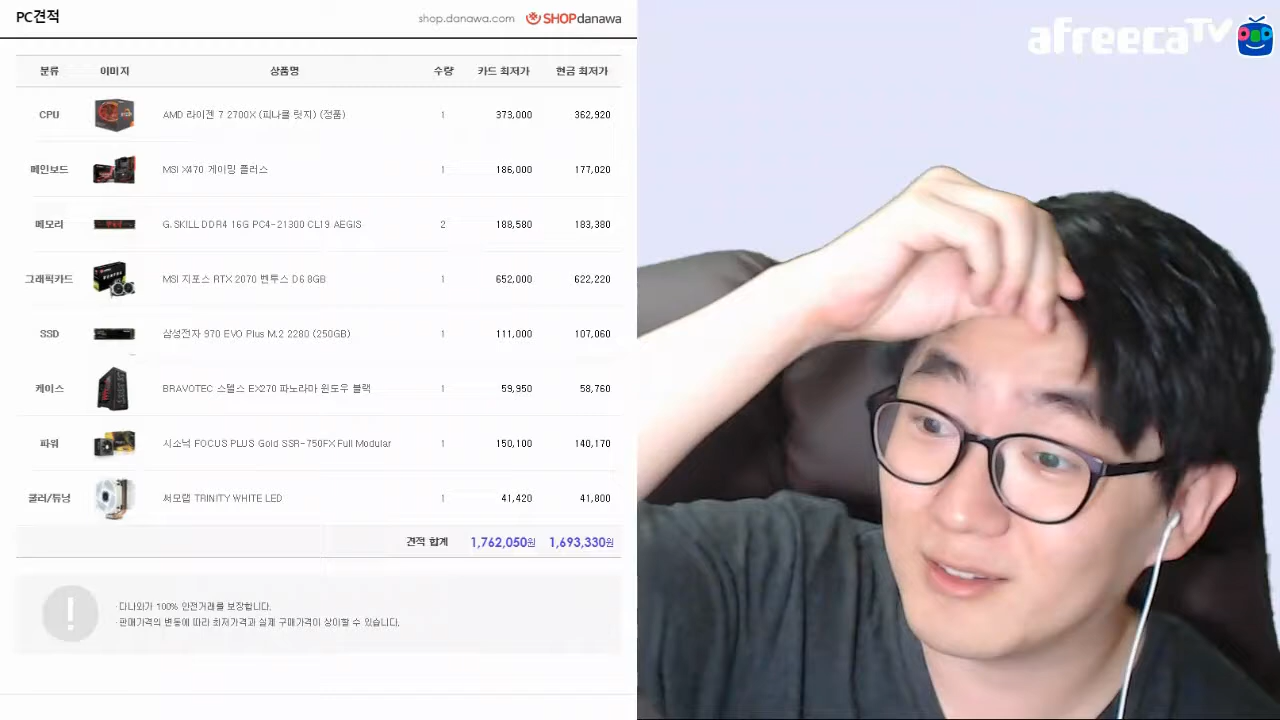 PC견적
shop.danawa.com SHOPdanawa
afreecaTV
분류 이미지 상품명 수량 카드 최저가 현금 최저가
CPU AMD 라이젠 7 2700X (피나클 릿지) (정품) 1 373,000 362,920
메인보드 MSI X470 게이밍 플러스 1 186,000 177,020
메모리 G.SKILL DDR4 16G PC4-21300 CL19 AEGIS 2 188,580 183,380
그래픽카드 MSI 지포스 RTX 2070 벤투스 D6 8GB 1 652,000 622,220
SSD 삼성전자 970 EVO Plus M.2 2280 (250GB) 1 111,000 107,060
케이스 BRAVOTEC 스텔스 EX270 파노라마 윈도우 블랙 1 59,950 58,760
파워 시소닉 FOCUS PLUS Gold SSR-750FX Full Modular 1 150,100 140,170
쿨러/튜닝 써모랩 TRINITY WHITE LED 1 41,420 41,800
견적 합계 1,762,050원 1,693,330원
· 다나와가 100% 안전거래를 보장합니다.
· 판매가격의 변동에 따라 최저가격과 실제 구매가격이 상이할 수 있습니다.